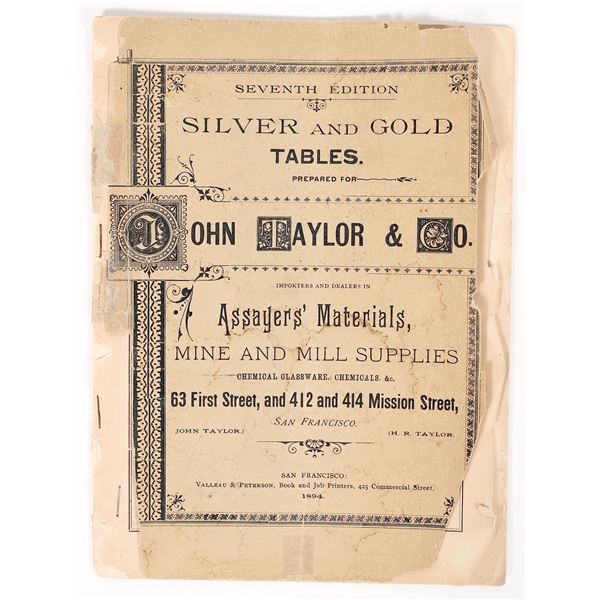 SEVENTH EDITION
SILVER AND GOLD
TABLES.
PREPARED FOR
JOHN TAYLOR & CO.
IMPORTERS AND DEALERS IN
Assayers' Materials,
MINE AND MILL SUPPLIES
CHEMICAL GLASSWARE, CHEMICALS, &c.
63 First Street, and 412 and 414 Mission Street,
SAN FRANCISCO.
JOHN TAYLOR.) (H. R. TAYLOR.
SAN FRANCISCO:
VALLEAU & PETERSON, Book and Job Printers, 425 Commercial Street.
1894.